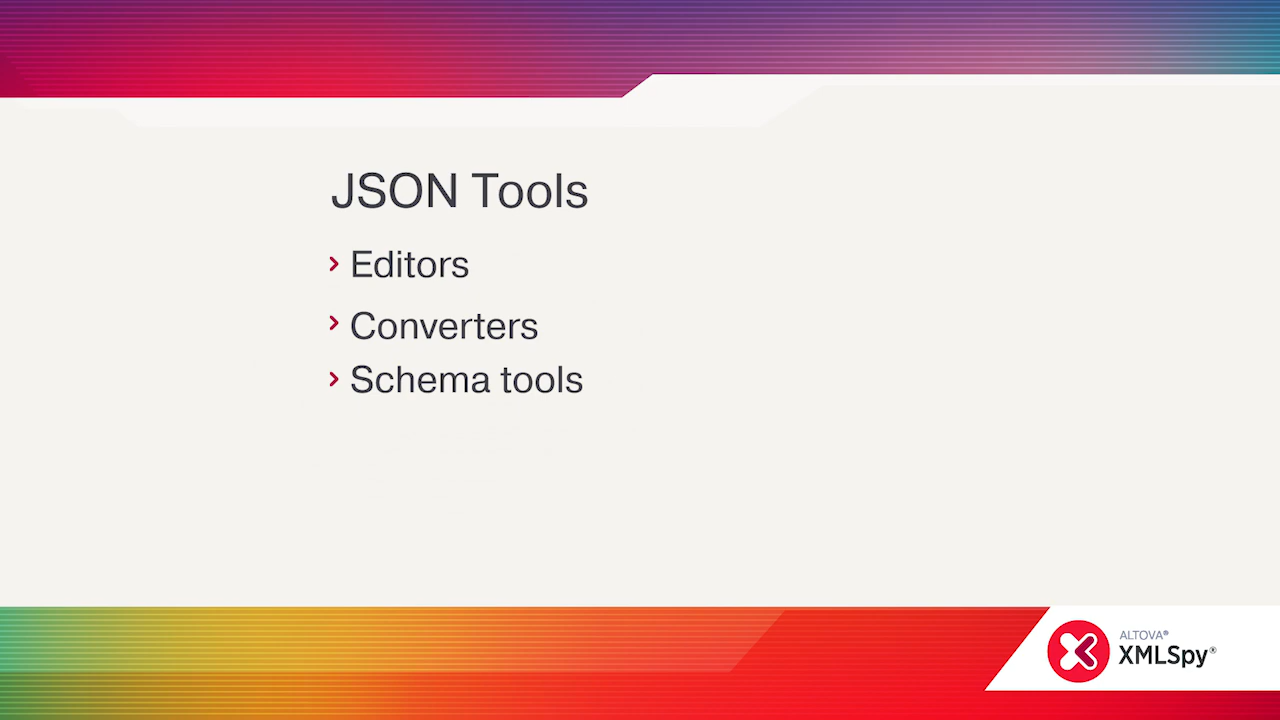 JSON Tools
Editors
Converters
Schema tools
ALTOVA®
XMLSpy®